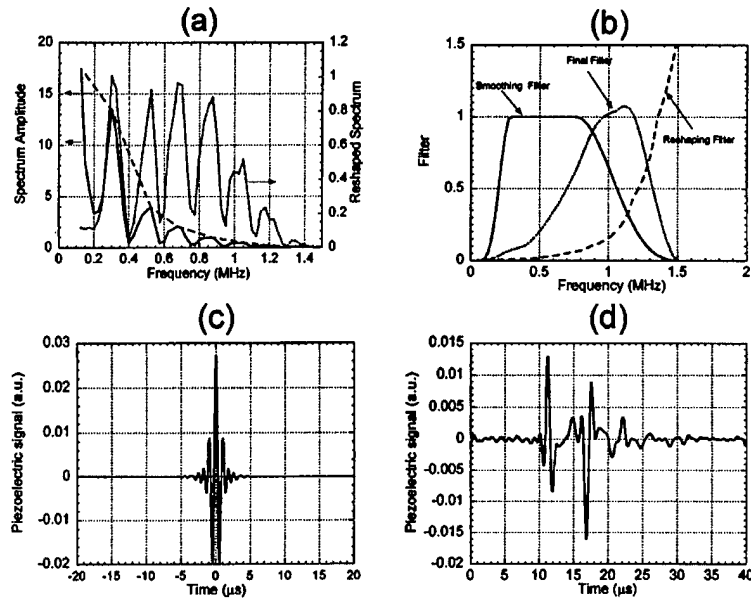 (a)
20
15
10
5
0
Spectrum Amplitude
1.2
1
0.8
0.6
0.4
0.2
0
Reshaped Spectrum
0 0.2 0.4 0.6 0.8 1.0 1.2 1.4
Frequency (MHz)
(b)
1.5
1
0.5
0
Filter
Smoothing Filter
Final Filter
Reshaping Filter
0 0.5 1 1.5 2
Frequency (MHz)
(c)
0.03
0.02
0.01
0
-0.01
-0.02
Piezoelectric signal (a.u.)
-20 -15 -10 -5 0 5 10 15 20
Time (μs)
(d)
0.015
0.01
0.005
0
-0.005
-0.01
-0.015
-0.02
Piezoelectric signal (a.u.)
0 5 10 15 20 25 30 35 40
Time (μs)